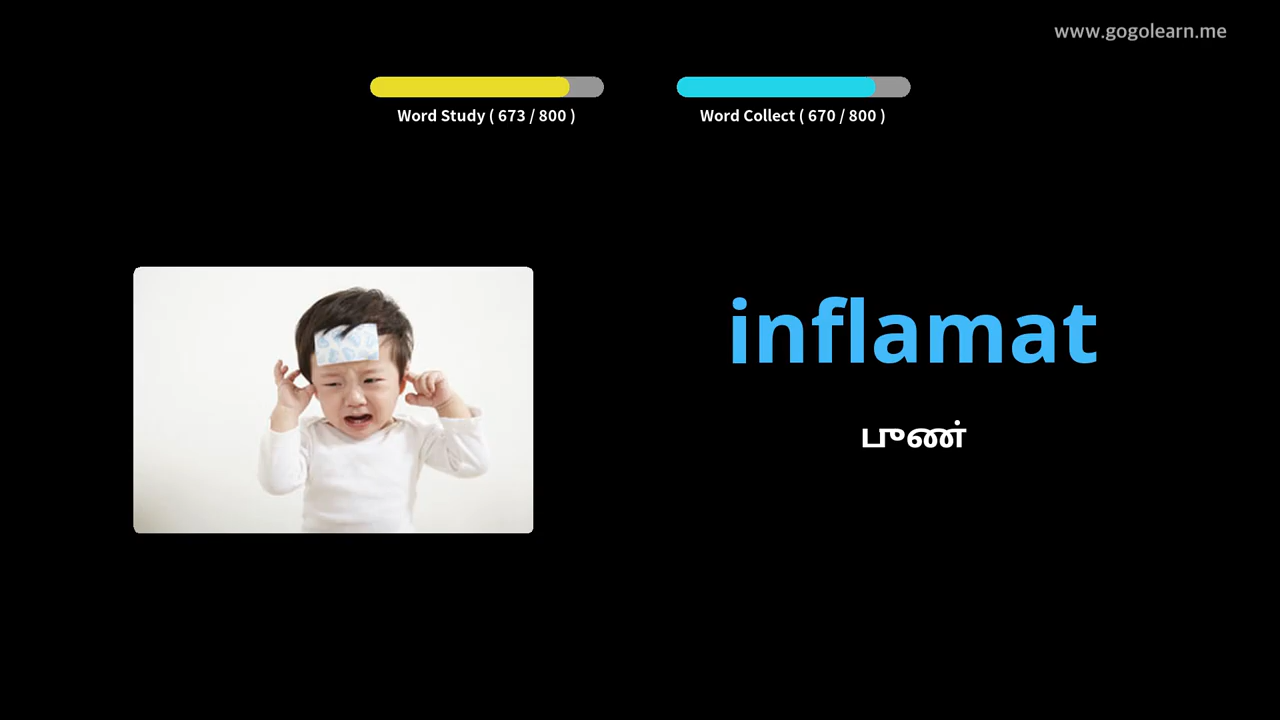 www.gogolearn.me
Word Study ( 673 / 800 )
Word Collect ( 670 / 800 )
inflamat
புண்